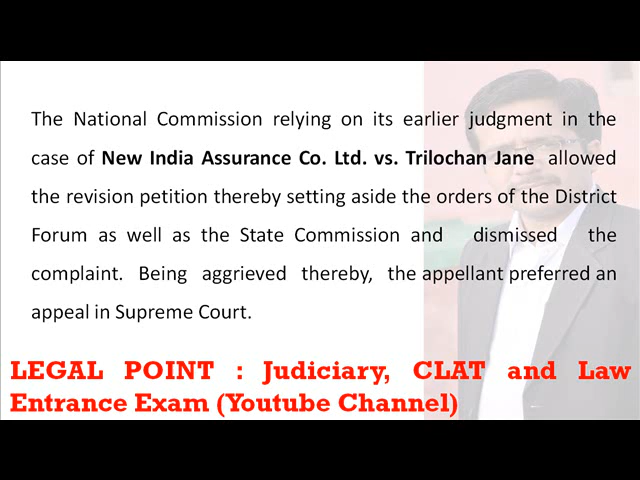 The National Commission relying on its earlier judgment in the
case of New India Assurance Co. Ltd. vs. Trilochan Jane allowed
the revision petition thereby setting aside the orders of the District
Forum as well as the State Commission and dismissed the
complaint. Being aggrieved thereby, the appellant preferred an
appeal in Supreme Court.
LEGAL POINT : Judiciary, CLAT and Law
Entrance Exam (Youtube Channel)